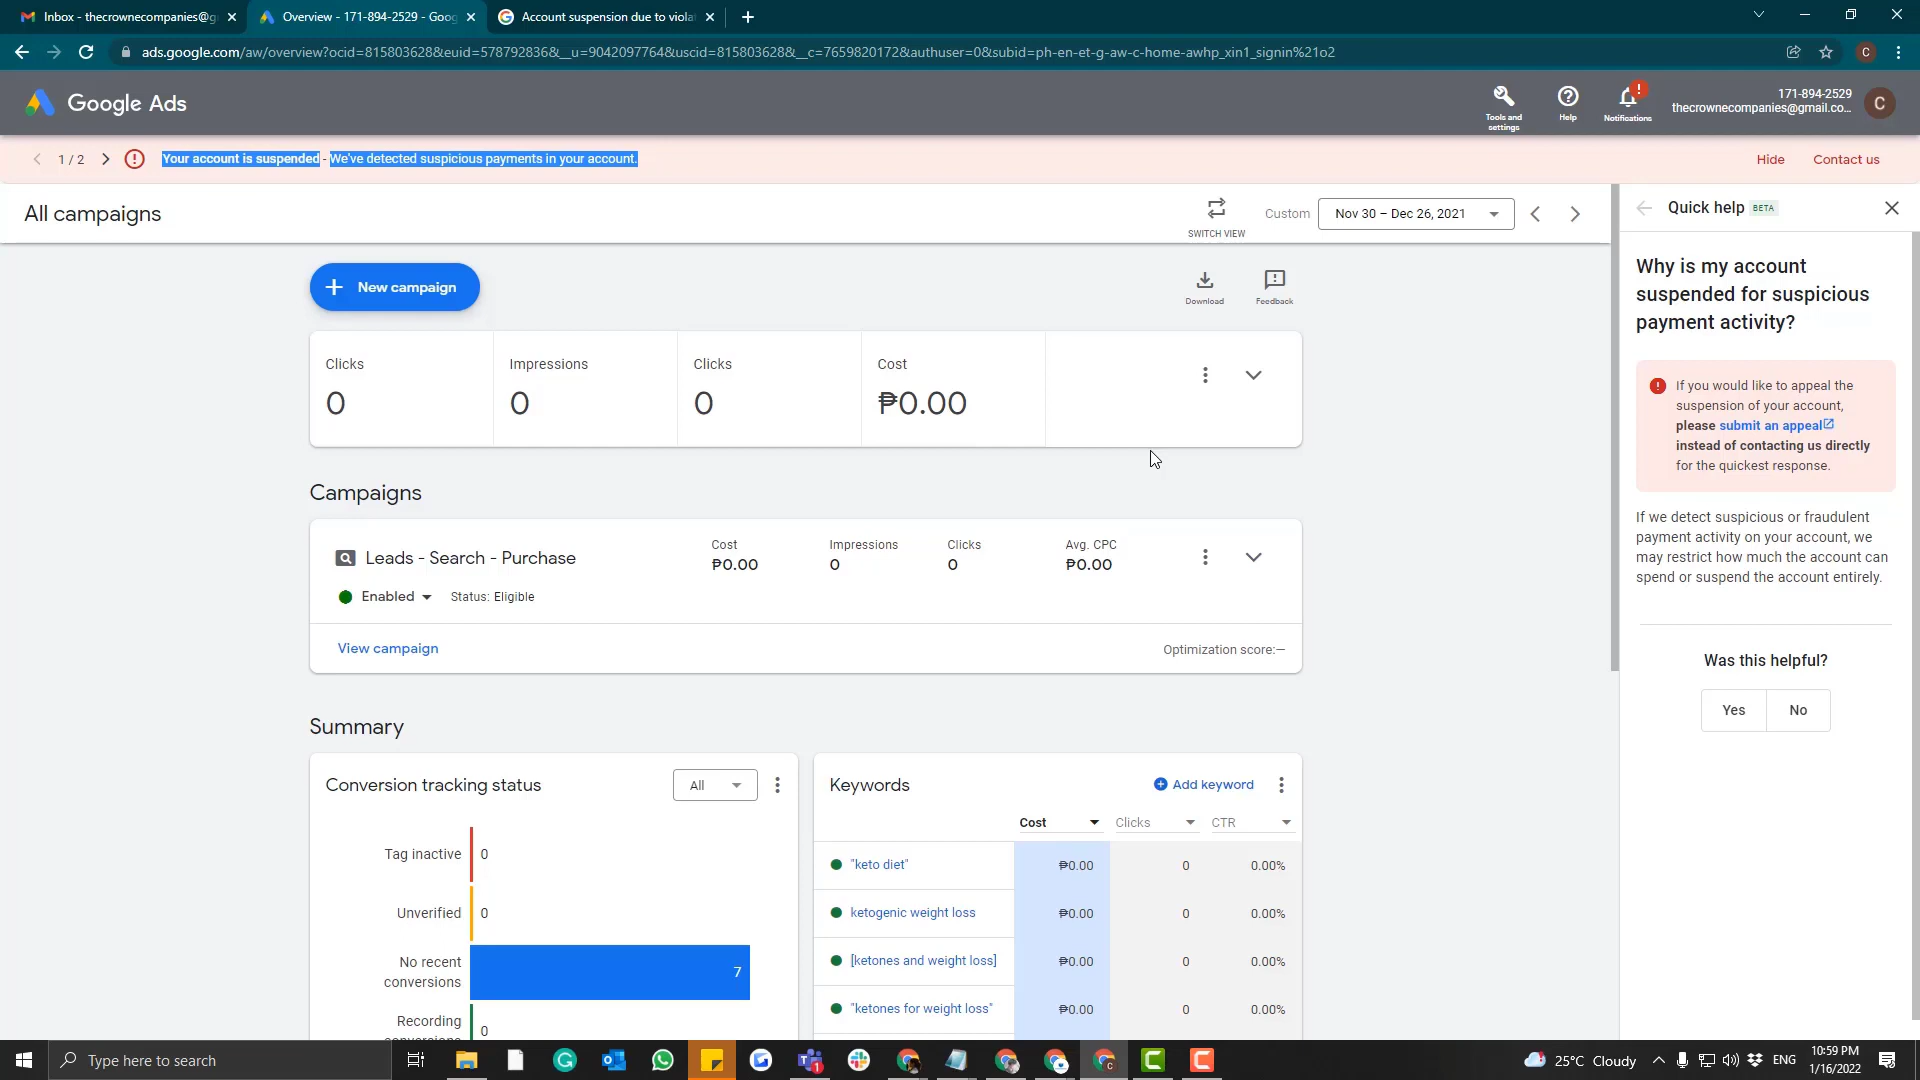 Inbox - thecrownecompanies@g
Overview - 171-894-2529 - Goog
Account suspension due to viola
ads.google.com/aw/overview?ocid=815803628&euid=578792836&__u=9042097764&uscid=815803628&__c=7659820172&authuser=0&subid=ph-en-et-g-aw-c-home-awhp_xin1_signin%21o2
C
Google Ads
Tools and settings
Help
!
Notifications
171-894-2529
thecrownecompanies@gmail.co...
C
1 / 2
Your account is suspended - We've detected suspicious payments in your account.
Hide
Contact us
All campaigns
SWITCH VIEW
Custom
Nov 30 – Dec 26, 2021
Quick help BETA
New campaign
Download
Feedback
Why is my account
suspended for suspicious
payment activity?
If you would like to appeal the
suspension of your account,
please submit an appeal
instead of contacting us directly
for the quickest response.
If we detect suspicious or fraudulent
payment activity on your account, we
may restrict how much the account can
spend or suspend the account entirely.
Was this helpful?
Yes
No
Clicks
0
Impressions
0
Clicks
0
Cost
₱0.00
Campaigns
Leads - Search - Purchase
Cost
₱0.00
Impressions
0
Clicks
0
Avg. CPC
₱0.00
Enabled
Status: Eligible
View campaign
Optimization score:—
Summary
Conversion tracking status
All
Tag inactive 0
Unverified 0
No recent
conversions
7
Recording 0
conversions
Keywords
Add keyword
Cost Clicks CTR
"keto diet" ₱0.00 0 0.00%
ketogenic weight loss ₱0.00 0 0.00%
[ketones and weight loss] ₱0.00 0 0.00%
"ketones for weight loss" ₱0.00 0 0.00%
Type here to search
25°C Cloudy
ENG
10:59 PM
1/16/2022